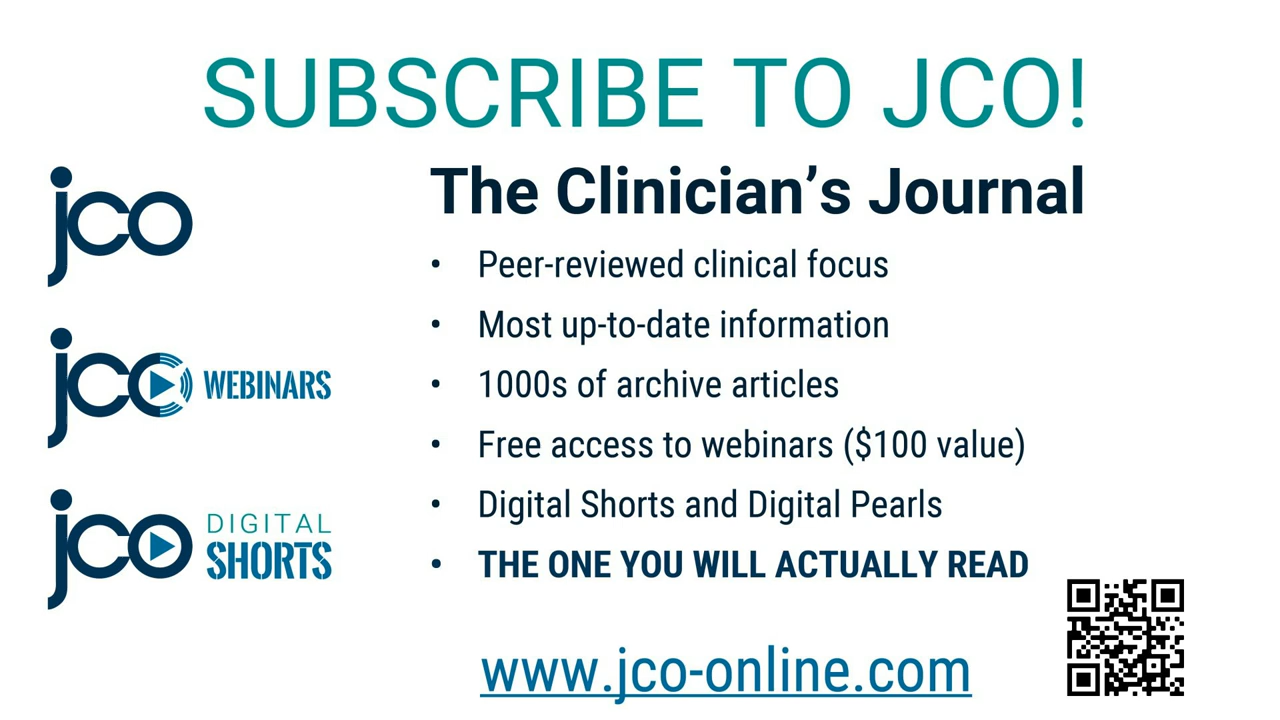 SUBSCRIBE TO JCO!
jco
The Clinician’s Journal
• Peer-reviewed clinical focus
• Most up-to-date information
jco WEBINARS
• 1000s of archive articles
• Free access to webinars ($100 value)
jco DIGITAL SHORTS
• Digital Shorts and Digital Pearls
• THE ONE YOU WILL ACTUALLY READ
www.jco-online.com